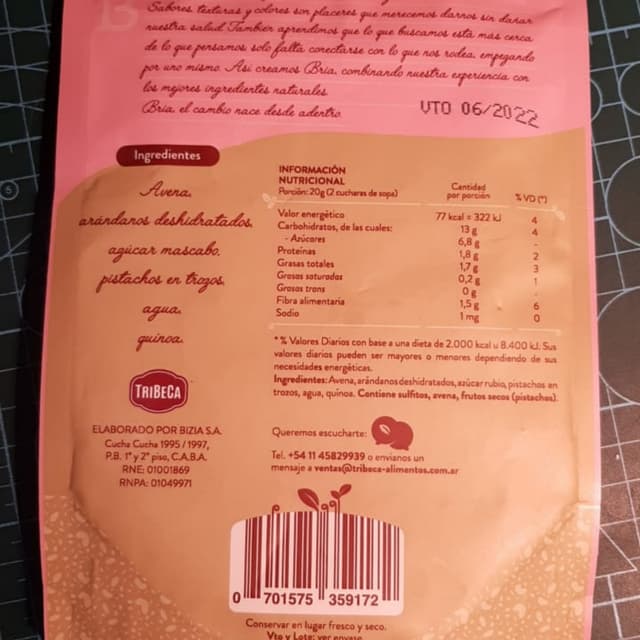 Sabores, texturas y colores son placeres que merecemos darnos sin dañar
nuestra salud. También aprendimos que lo que buscamos está más cerca
de lo que pensamos, solo falta conectarse con lo que nos rodea, empezando
por uno mismo. Así creamos Bria, combinando nuestra experiencia con
los mejores ingredientes naturales.
Bria, el cambio nace desde adentro.
VTO 06/2022
Ingredientes
Avena,
arándanos deshidratados,
azúcar mascabo,
pistachos en trozos,
agua,
quinoa.
TRIBECA
ELABORADO POR BIZIA S.A.
Cucha Cucha 1995 / 1997,
P.B. 1° y 2° piso, C.A.B.A.
RNE: 01001869
RNPA: 01049971
INFORMACIÓN
NUTRICIONAL
Porción: 20g (2 cucharas de sopa)
Cantidad por porción % VD (*)
Valor energético 77 kcal = 322 kJ 4
Carbohidratos, de las cuales: 13 g 4
- Azúcares 6,8 g -
Proteínas 1,8 g 2
Grasas totales 1,7 g 3
Grasas saturadas 0,2 g 1
Grasas trans 0 g -
Fibra alimentaria 1,5 g 6
Sodio 1 mg 0
* % Valores Diarios con base a una dieta de 2.000 kcal u 8.400 kJ. Sus
valores diarios pueden ser mayores o menores dependiendo de sus
necesidades energéticas.
Ingredientes: Avena, arándanos deshidratados, azúcar rubio, pistachos en
trozos, agua, quinoa. Contiene sulfitos, avena, frutos secos (pistachos).
Queremos escucharte:
Tel. +54 11 45829939 o envianos un
mensaje a ventas@tribeca-alimentos.com.ar
0 701575 359172
Conservar en lugar fresco y seco.
Vto y Lote: ver envase